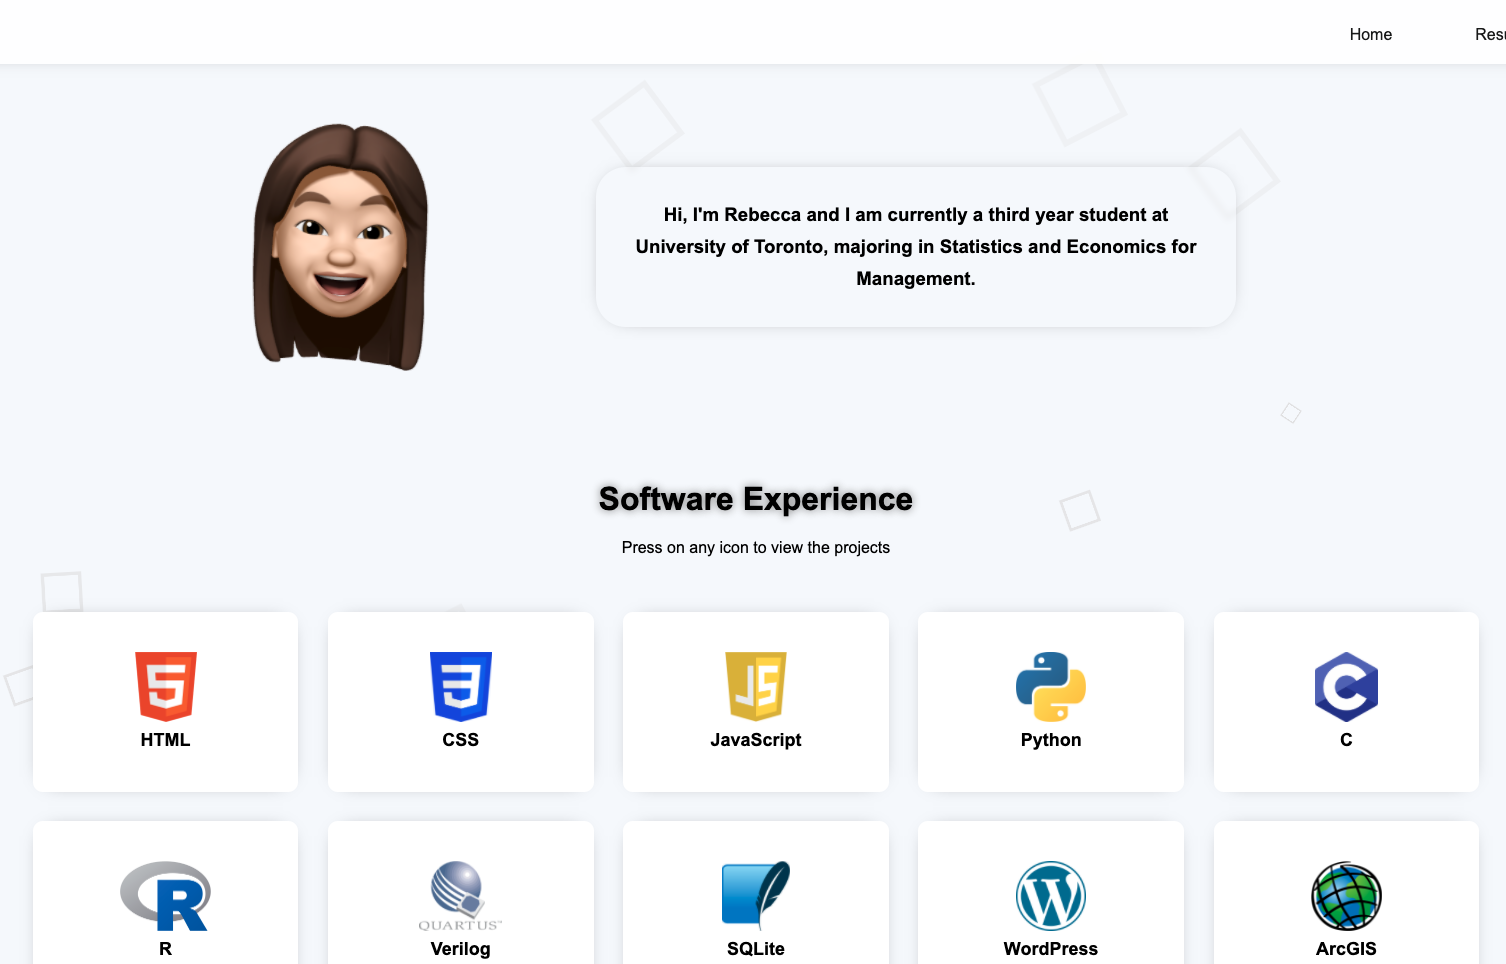 Home
Hi, I'm Rebecca and I am currently a third year student at
University of Toronto, majoring in Statistics and Economics for
Management.
Software Experience
Press on any icon to view the projects
5
3
JS
C
HTML
CSS
JavaScript
Python
C
R
QUARTUS™
W
R
Verilog
SQLite
WordPress
ArcGIS